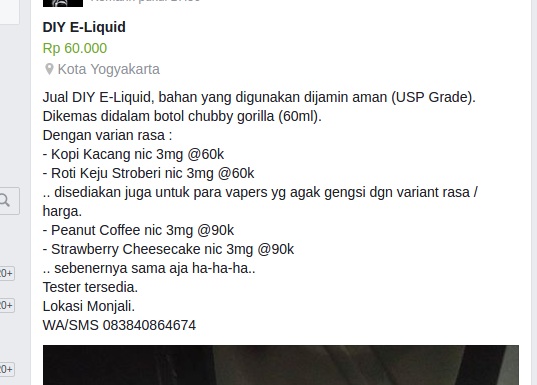 DIY E-Liquid
Rp 60.000
Kota Yogyakarta
Jual DIY E-Liquid, bahan yang digunakan dijamin aman (USP Grade).
Dikemas didalam botol chubby gorilla (60ml).
Dengan varian rasa :
- Kopi Kacang nic 3mg @60k
- Roti Keju Stroberi nic 3mg @60k
.. disediakan juga untuk para vapers yg agak gengsi dgn variant rasa /
harga.
- Peanut Coffee nic 3mg @90k
- Strawberry Cheesecake nic 3mg @90k
.. sebenernya sama aja ha-ha-ha..
Tester tersedia.
Lokasi Monjali.
WA/SMS 083840864674
20+
20+
20+